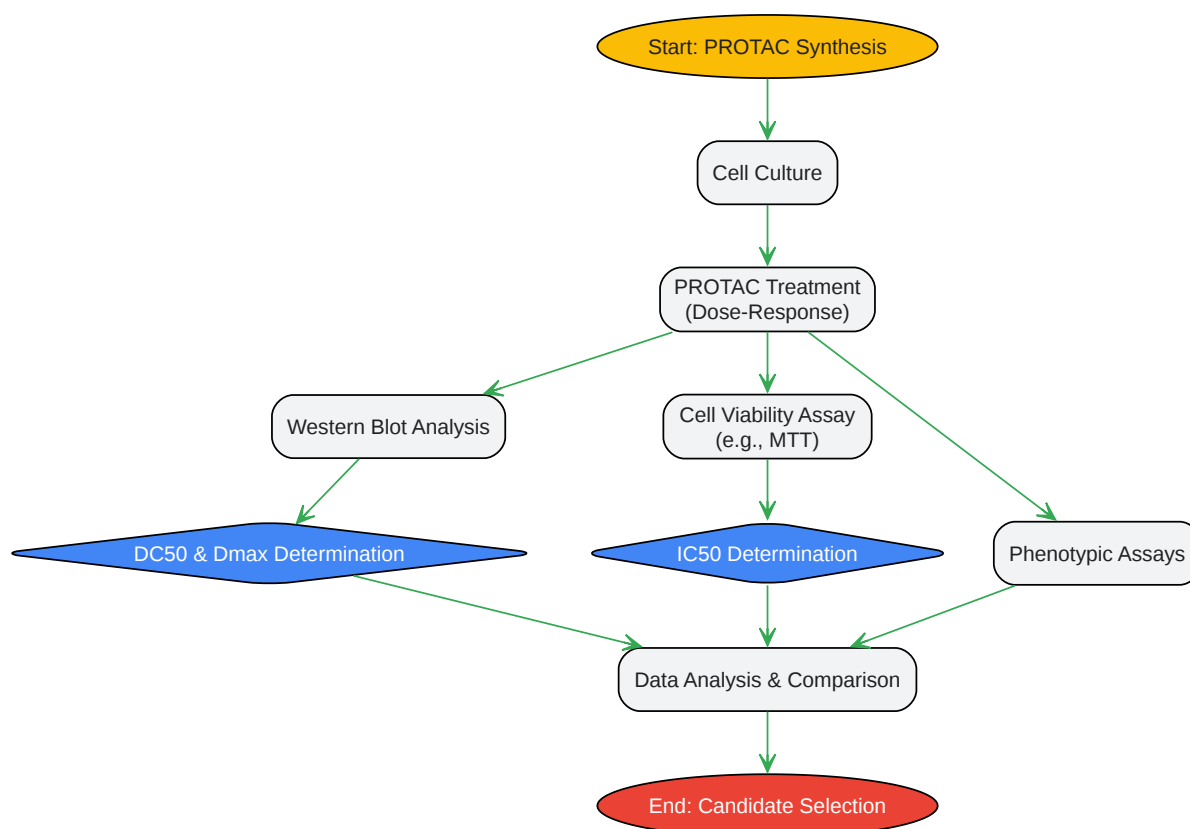 Start: PROTAC Synthesis
Cell Culture
PROTAC Treatment
(Dose-Response)
Western Blot Analysis
Cell Viability Assay
(e.g., MTT)
DC50 & Dmax Determination
IC50 Determination
Phenotypic Assays
Data Analysis & Comparison
End: Candidate Selection